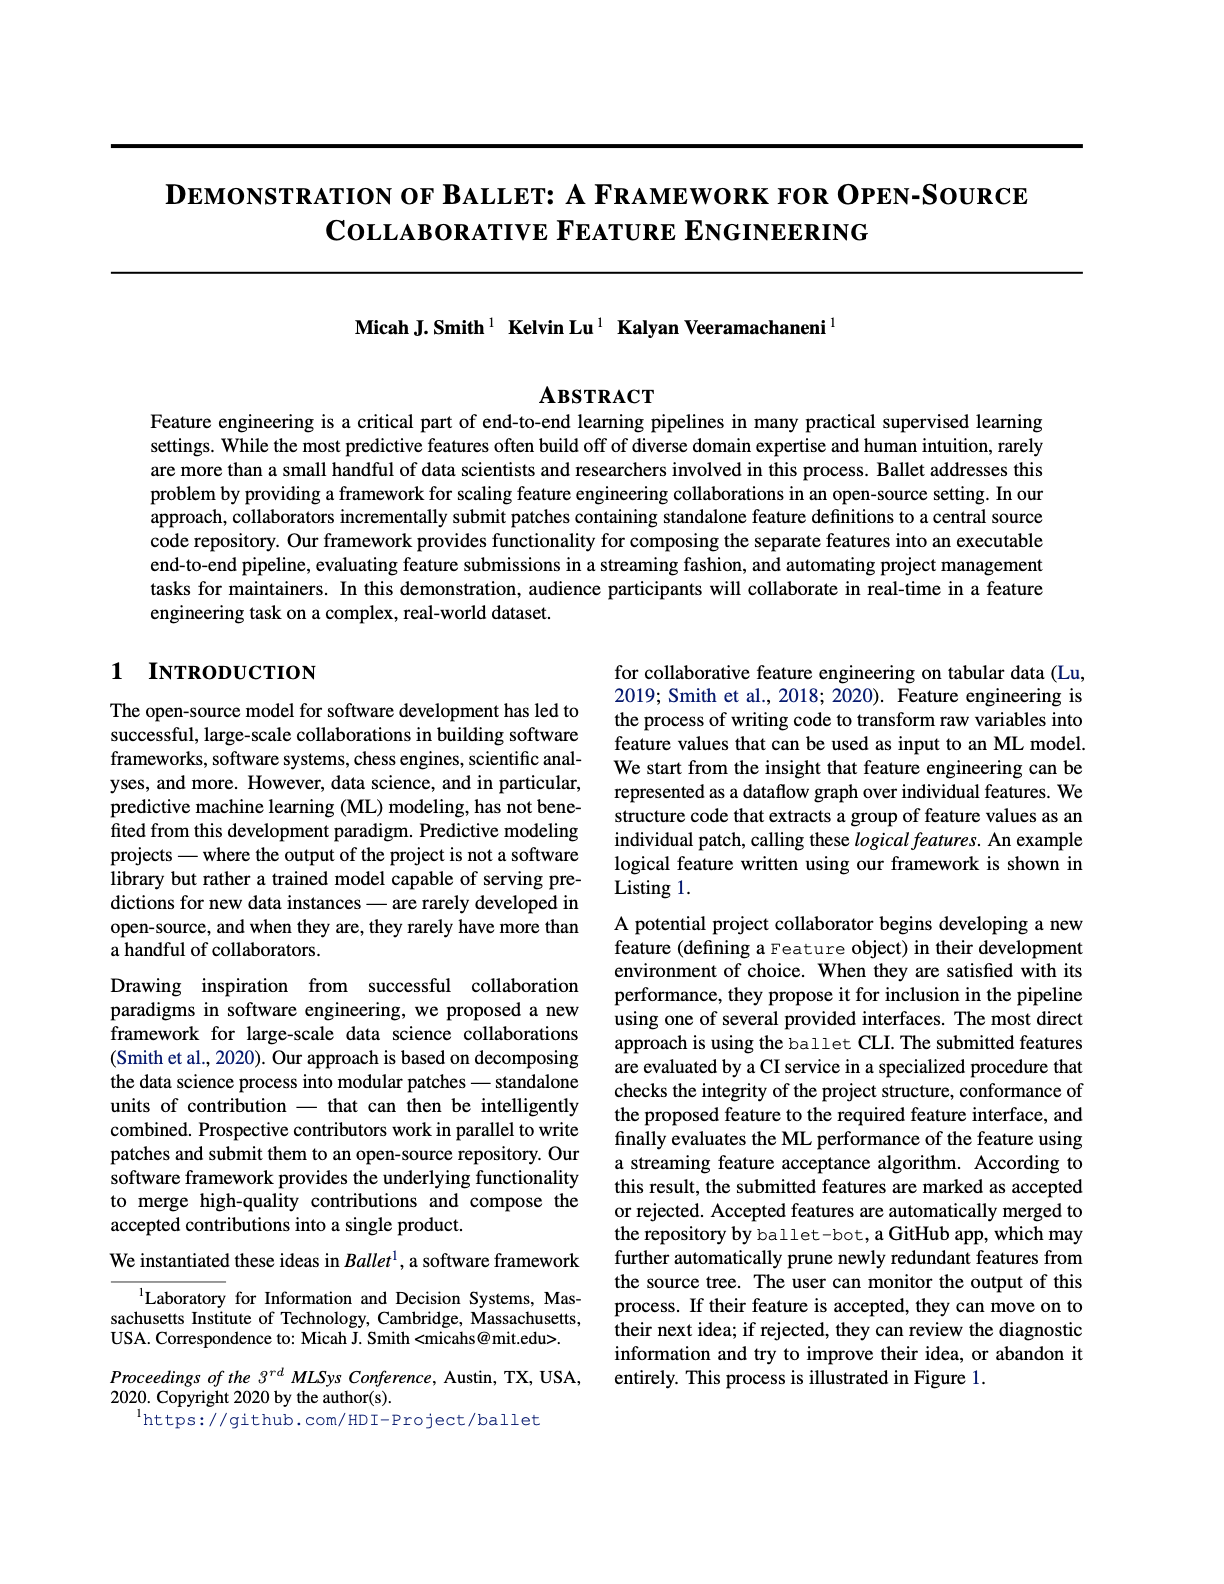 DEMONSTRATION OF BALLET: A FRAMEWORK FOR OPEN-SOURCE
COLLABORATIVE FEATURE ENGINEERING
Micah J. Smith 1 Kelvin Lu 1 Kalyan Veeramachaneni 1
ABSTRACT
Feature engineering is a critical part of end-to-end learning pipelines in many practical supervised learning
settings. While the most predictive features often build off of diverse domain expertise and human intuition, rarely
are more than a small handful of data scientists and researchers involved in this process. Ballet addresses this
problem by providing a framework for scaling feature engineering collaborations in an open-source setting. In our
approach, collaborators incrementally submit patches containing standalone feature definitions to a central source
code repository. Our framework provides functionality for composing the separate features into an executable
end-to-end pipeline, evaluating feature submissions in a streaming fashion, and automating project management
tasks for maintainers. In this demonstration, audience participants will collaborate in real-time in a feature
engineering task on a complex, real-world dataset.
1 INTRODUCTION
The open-source model for software development has led to
successful, large-scale collaborations in building software
frameworks, software systems, chess engines, scientific anal-
yses, and more. However, data science, and in particular,
predictive machine learning (ML) modeling, has not bene-
fited from this development paradigm. Predictive modeling
projects — where the output of the project is not a software
library but rather a trained model capable of serving pre-
dictions for new data instances — are rarely developed in
open-source, and when they are, they rarely have more than
a handful of collaborators.
Drawing inspiration from successful collaboration
paradigms in software engineering, we proposed a new
framework for large-scale data science collaborations
(Smith et al., 2020). Our approach is based on decomposing
the data science process into modular patches — standalone
units of contribution — that can then be intelligently
combined. Prospective contributors work in parallel to write
patches and submit them to an open-source repository. Our
software framework provides the underlying functionality
to merge high-quality contributions and compose the
accepted contributions into a single product.
We instantiated these ideas in Ballet1, a software framework
1Laboratory for Information and Decision Systems, Mas-
sachusetts Institute of Technology, Cambridge, Massachusetts,
USA. Correspondence to: Micah J. Smith <micahs@mit.edu>.
Proceedings of the 3rd MLSys Conference, Austin, TX, USA,
2020. Copyright 2020 by the author(s).
1https://github.com/HDI-Project/ballet
for collaborative feature engineering on tabular data (Lu,
2019; Smith et al., 2018; 2020). Feature engineering is
the process of writing code to transform raw variables into
feature values that can be used as input to an ML model.
We start from the insight that feature engineering can be
represented as a dataflow graph over individual features. We
structure code that extracts a group of feature values as an
individual patch, calling these logical features. An example
logical feature written using our framework is shown in
Listing 1.
A potential project collaborator begins developing a new
feature (defining a Feature object) in their development
environment of choice. When they are satisfied with its
performance, they propose it for inclusion in the pipeline
using one of several provided interfaces. The most direct
approach is using the ballet CLI. The submitted features
are evaluated by a CI service in a specialized procedure that
checks the integrity of the project structure, conformance of
the proposed feature to the required feature interface, and
finally evaluates the ML performance of the feature using
a streaming feature acceptance algorithm. According to
this result, the submitted features are marked as accepted
or rejected. Accepted features are automatically merged to
the repository by ballet-bot, a GitHub app, which may
further automatically prune newly redundant features from
the source tree. The user can monitor the output of this
process. If their feature is accepted, they can move on to
their next idea; if rejected, they can review the diagnostic
information and try to improve their idea, or abandon it
entirely. This process is illustrated in Figure 1.